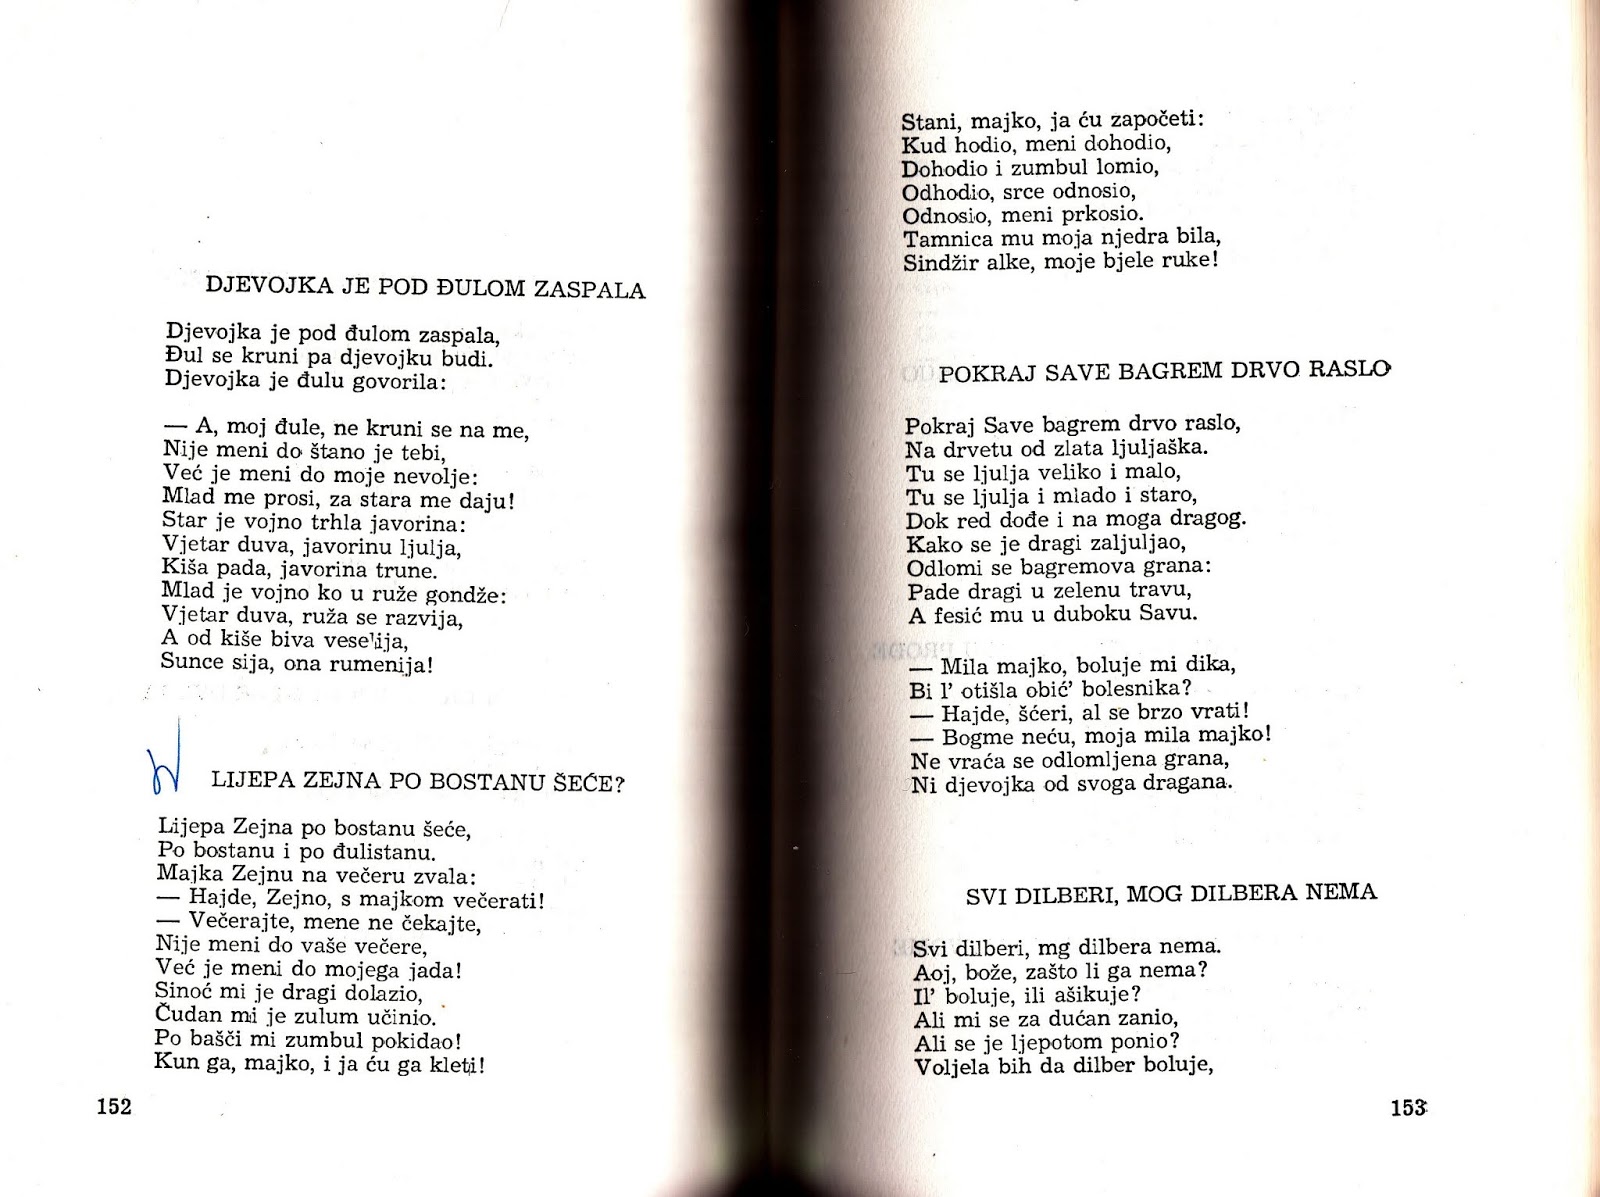 DJEVOJKA JE POD ĐULOM ZASPALA
Djevojka je pod đulom zaspala,
Đul se kruni pa djevojku budi.
Djevojka je đulu govorila:
— A, moj đule, ne kruni se na me,
Nije meni do štano je tebi,
Već je meni do moje nevolje:
Mlad me prosi, za stara me daju!
Star je vojno trhla javorina:
Vjetar duva, javorinu ljulja,
Kiša pada, javorina trune.
Mlad je vojno ko u ruže gondže:
Vjetar duva, ruža se razvija,
A od kiše biva veselija,
Sunce sija, ona rumenija!
LIJEPA ZEJNA PO BOSTANU ŠEĆE?
Lijepa Zejna po bostanu šeće,
Po bostanu i po đulistanu.
Majka Zejnu na večeru zvala:
— Hajde, Zejno, s majkom večerati!
— Večerajte, mene ne čekajte,
Nije meni do vaše večere,
Već je meni do mojega jada!
Sinoć mi je dragi dolazio,
Čudan mi je zulum učinio.
Po bašči mi zumbul pokidao!
Kun ga, majko, i ja ću ga kleti!
152
Stani, majko, ja ću započeti:
Kud hodio, meni dohodio,
Dohodio i zumbul lomio,
Odhodio, srce odnosio,
Odnosio, meni prkosio.
Tamnica mu moja njedra bila,
Sindžir alke, moje bjele ruke!
POKRAJ SAVE BAGREM DRVO RASLO
Pokraj Save bagrem drvo raslo,
Na drvetu od zlata ljuljaška.
Tu se ljulja veliko i malo,
Tu se ljulja i mlado i staro,
Dok red dođe i na moga dragog.
Kako se je dragi zaljuljao,
Odlomi se bagremova grana:
Pade dragi u zelenu travu,
A fesić mu u duboku Savu.
— Mila majko, boluje mi dika,
Bi l' otišla obić' bolesnika?
— Hajde, šćeri, al se brzo vrati!
— Bogme neću, moja mila majko!
Ne vraća se odlomljena grana,
Ni djevojka od svoga dragana.
SVI DILBERI, MOG DILBERA NEMA
Svi dilberi, mg dilbera nema.
Aoj, bože, zašto li ga nema?
Il' boluje, ili ašikuje?
Ali mi se za dućan zanio,
Ali se je ljepotom ponio?
Voljela bih da dilber boluje,
153